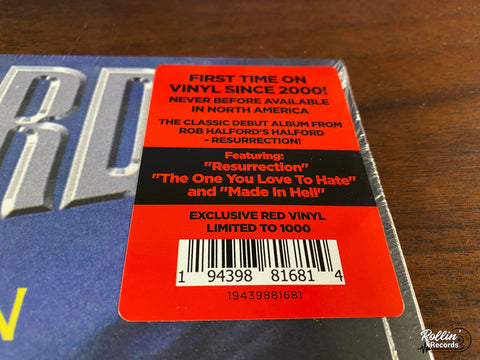 RD
FIRST TIME ON
VINYL SINCE 2000!
NEVER BEFORE AVAILABLE
IN NORTH AMERICA
THE CLASSIC DEBUT ALBUM FROM
ROB HALFORD'S HALFORD
- RESURRECTION!
Featuring:
"Resurrection"
"The One You Love To Hate"
and "Made In Hell"
EXCLUSIVE RED VINYL
LIMITED TO 1000
1 94398 81681 4
19439881681
N
Rollin'
Records